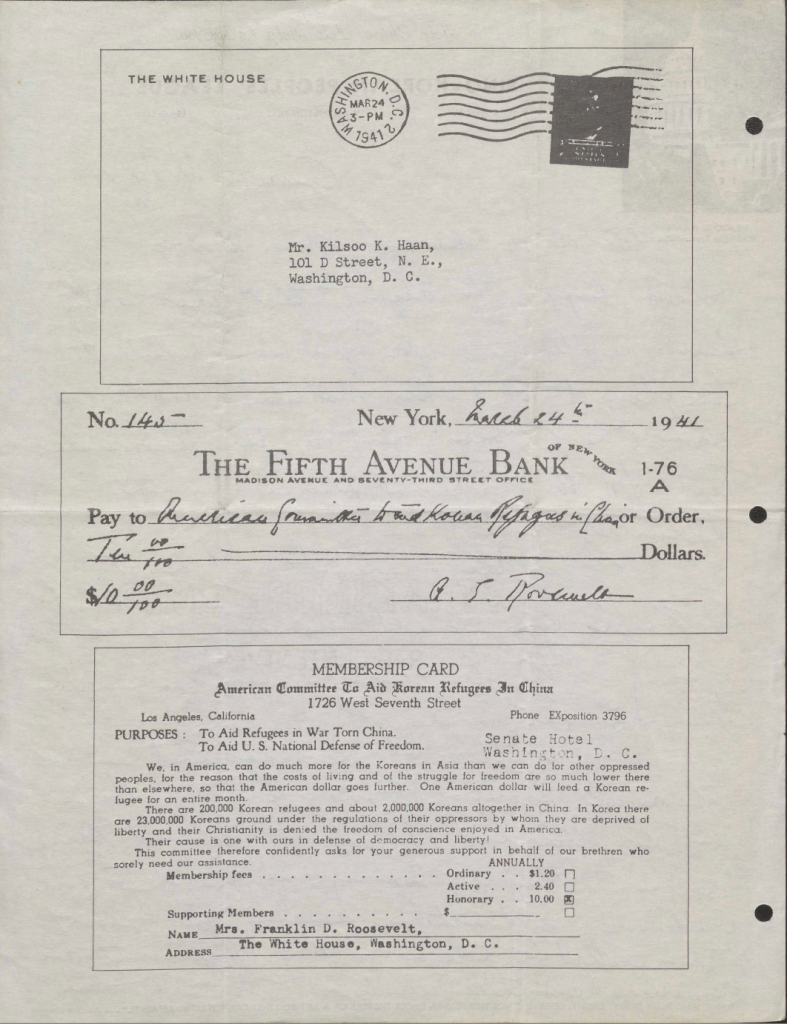 THE WHITE HOUSE
WASHINGTON, D.C. 2
MAR 24
3-PM
1941
Mr. Kilsoo K. Haan,
101 D Street, N. E.,
Washington, D. C.
No. 145 New York, March 24th 1941
THE FIFTH AVENUE BANK OF NEW YORK 1-76
MADISON AVENUE AND SEVENTY-THIRD STREET OFFICE A
Pay to American Committee to aid Korean Refugees in China or Order,
Ten 00/100 Dollars.
$10 00/100 Roosevelt
MEMBERSHIP CARD
American Committee To Aid Korean Refugees In China
1726 West Seventh Street
Los Angeles, California Phone EXposition 3796
PURPOSES : To Aid Refugees in War Torn China. Senate Hotel
To Aid U. S. National Defense of Freedom. Washington, D. C.
We, in America, can do much more for the Koreans in Asia than we can do for other oppressed
peoples, for the reason that the costs of living and of the struggle for freedom are so much lower there
than elsewhere, so that the American dollar goes further. One American dollar will feed a Korean re-
fugee for an entire month.
There are 200,000 Korean refugees and about 2,000,000 Koreans altogether in China. In Korea there
are 23,000,000 Koreans ground under the regulations of their oppressors by whom they are deprived of
liberty and their Christianity is denied the freedom of conscience enjoyed in America.
Their cause is one with ours in defense of democracy and liberty!
This committee therefore confidently asks for your generous support in behalf of our brethren who
sorely need our assistance. ANNUALLY
Membership fees . . . . . . . . . . . . . Ordinary . . $1.20
Active . . . 2.40
Honorary . . 10.00 X
Supporting Members . . . . . . . . . . $
NAME Mrs. Franklin D. Roosevelt,
ADDRESS The White House, Washington, D. C.